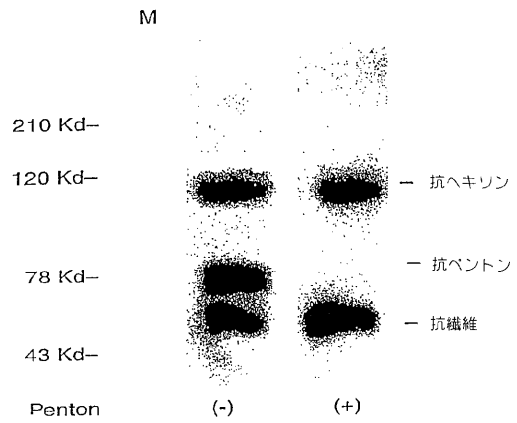 M
210 Kd–
120 Kd–
— 抗ヘキソン
— 抗ペントン
78 Kd–
— 抗繊維
43 Kd–
Penton (-) (+)